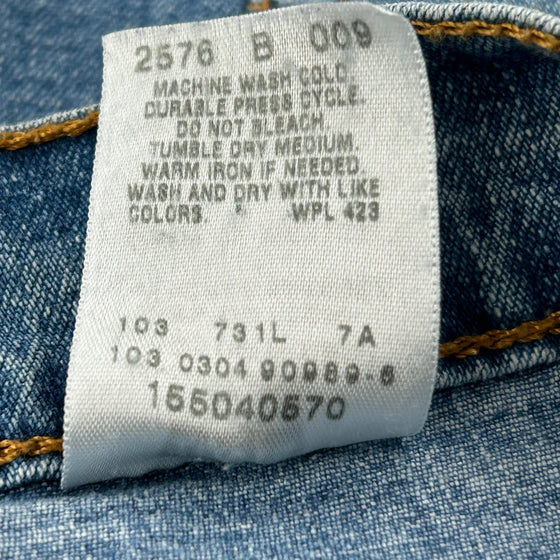 2576 B 009
MACHINE WASH COLD.
DURABLE PRESS CYCLE.
DO NOT BLEACH.
TUMBLE DRY MEDIUM.
WARM IRON IF NEEDED.
WASH AND DRY WITH LIKE
COLORS. WPL 423
103 731L 7A
103 0304 90989-6
155040570